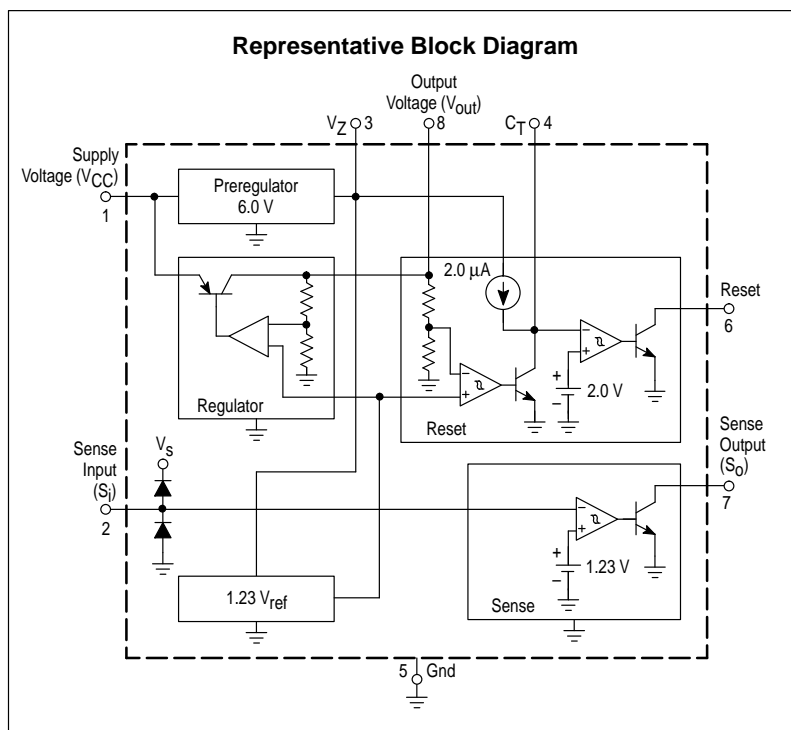 Representative Block Diagram
Output
Voltage (Vout)
VZ 3
8
CT 4
Supply
Voltage (VCC)
1
Preregulator
6.0 V
2.0 µA
Reset
6
−
+
−
+
+
−
2.0 V
Regulator
Reset
Sense
Input
(Si)
2
Vs
Sense
Output
(So)
7
−
+
+
−
1.23 V
1.23 Vref
Sense
5 Gnd